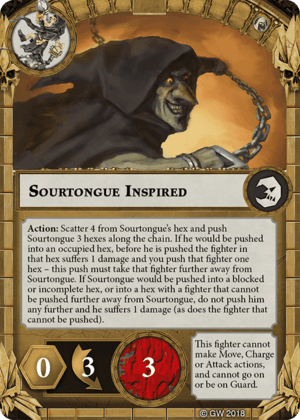 Sourtongue Inspired
Action: Scatter 4 from Sourtongue's hex and push
Sourtongue 3 hexes along the chain. If he would be pushed
into an occupied hex, before he is pushed the fighter in
that hex suffers 1 damage and you push that fighter one
hex – this push must take that fighter further away from
Sourtongue. If Sourtongue would be pushed into a blocked
or incomplete hex, or into a hex with a fighter that cannot
be pushed further away from Sourtongue, do not push him
any further and he suffers 1 damage (as does the fighter that
cannot be pushed).
0
3
3
This fighter cannot
make Move, Charge
or Attack actions,
and cannot go on
or be on Guard.
© GW 2018